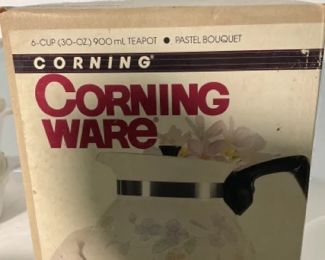 6-CUP (30-OZ) 900 mL TEAPOT ● PASTEL BOUQUET
CORNING®
CORNING
WARE®